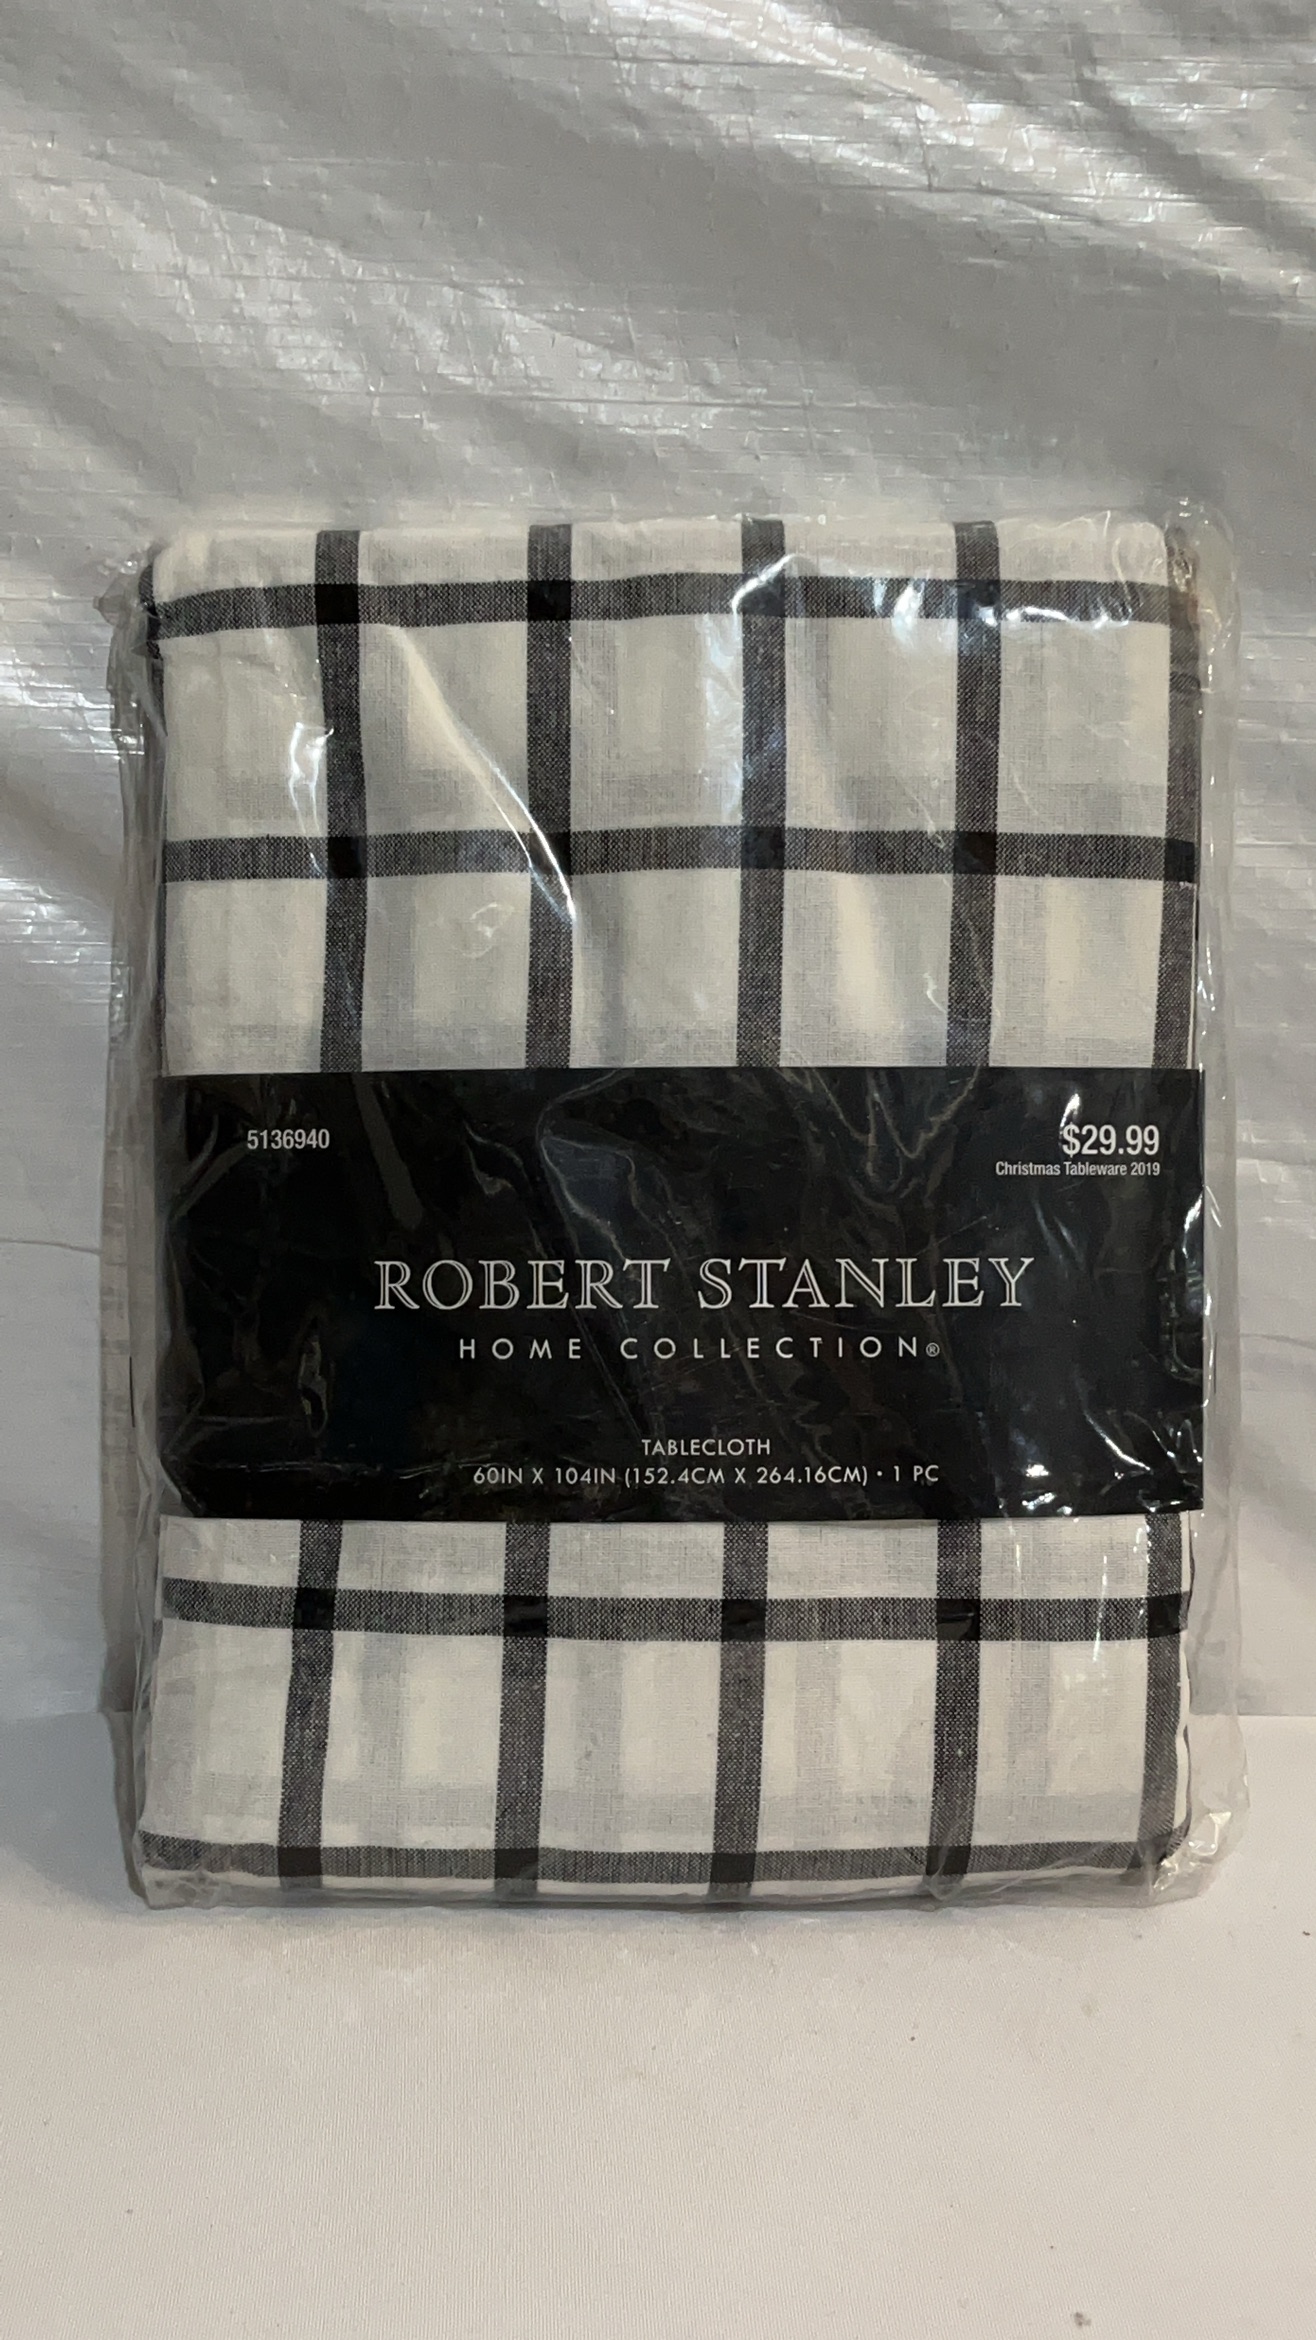 5136940
$29.99
Christmas Tableware 2019
ROBERT STANLEY
HOME COLLECTION®
TABLECLOTH
60IN X 104IN (152.4CM X 264.16CM) • 1 PC